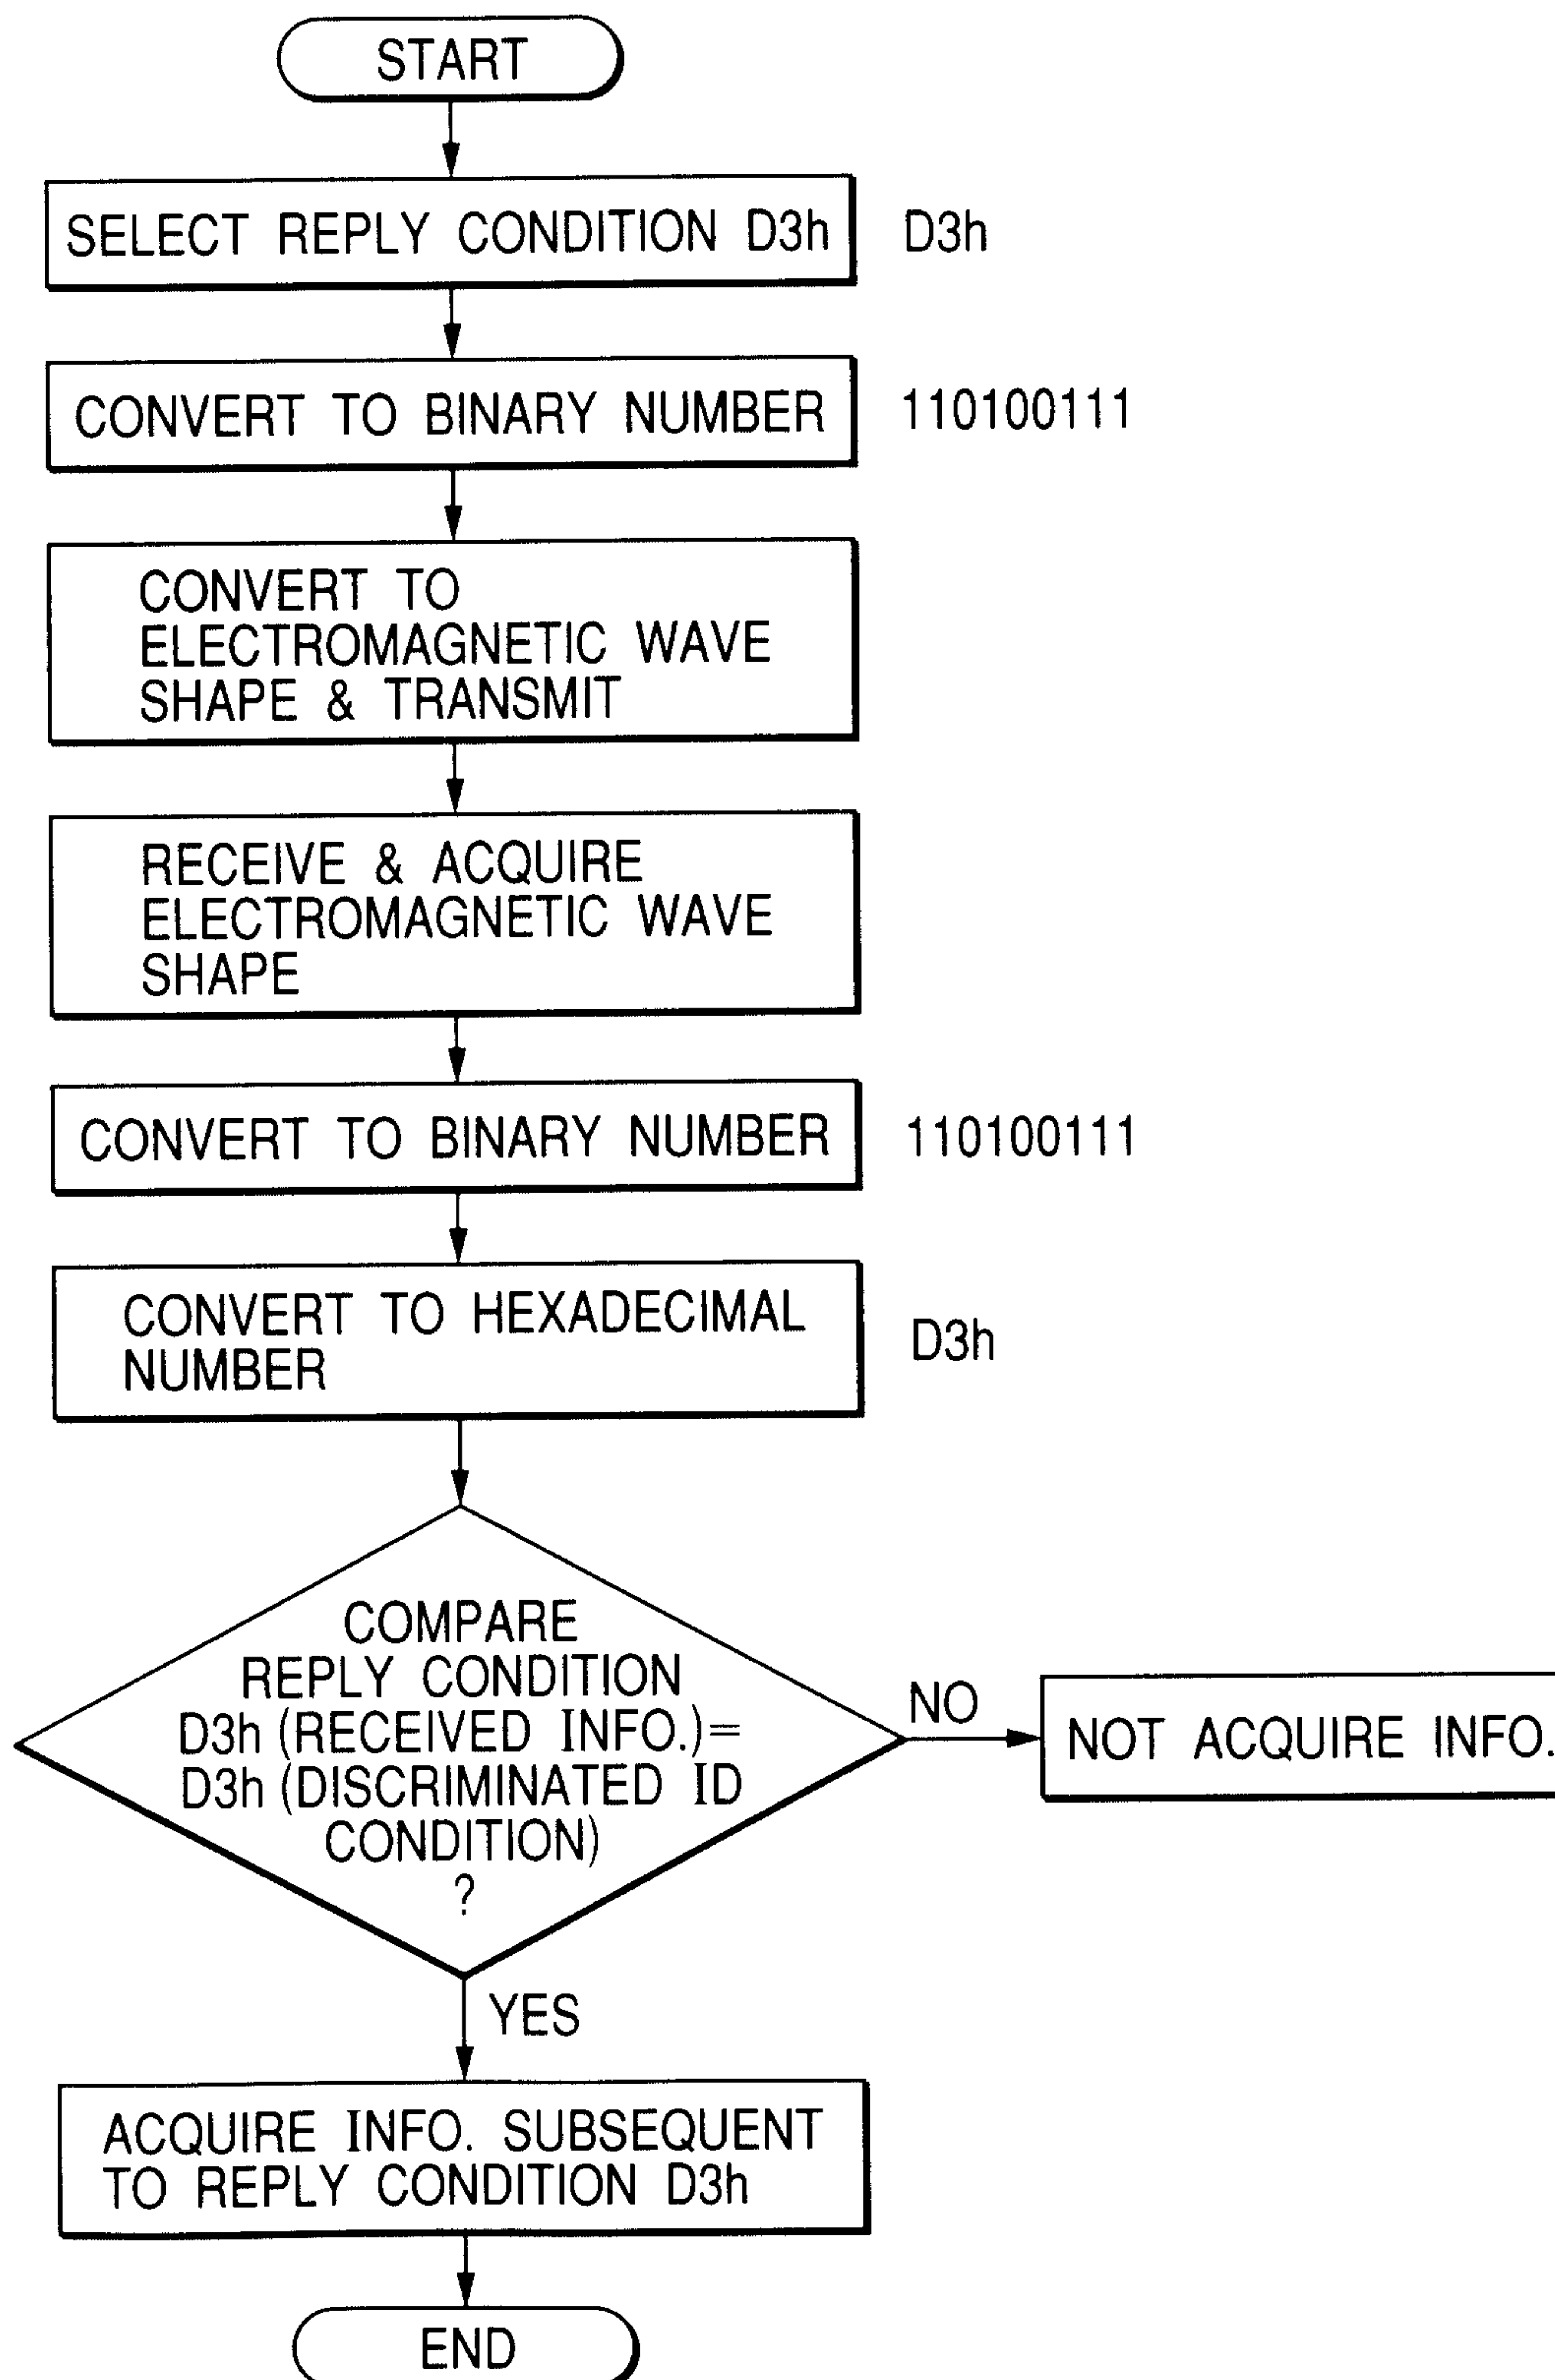 START
SELECT REPLY CONDITION D3h
D3h
CONVERT TO BINARY NUMBER
110100111
CONVERT TO
ELECTROMAGNETIC WAVE
SHAPE & TRANSMIT
RECEIVE & ACQUIRE
ELECTROMAGNETIC WAVE
SHAPE
CONVERT TO BINARY NUMBER
110100111
CONVERT TO HEXADECIMAL
NUMBER
D3h
COMPARE
REPLY CONDITION
D3h (RECEIVED INFO.)=
D3h (DISCRIMINATED ID
CONDITION)
?
NO
NOT ACQUIRE INFO.
YES
ACQUIRE INFO. SUBSEQUENT
TO REPLY CONDITION D3h
END